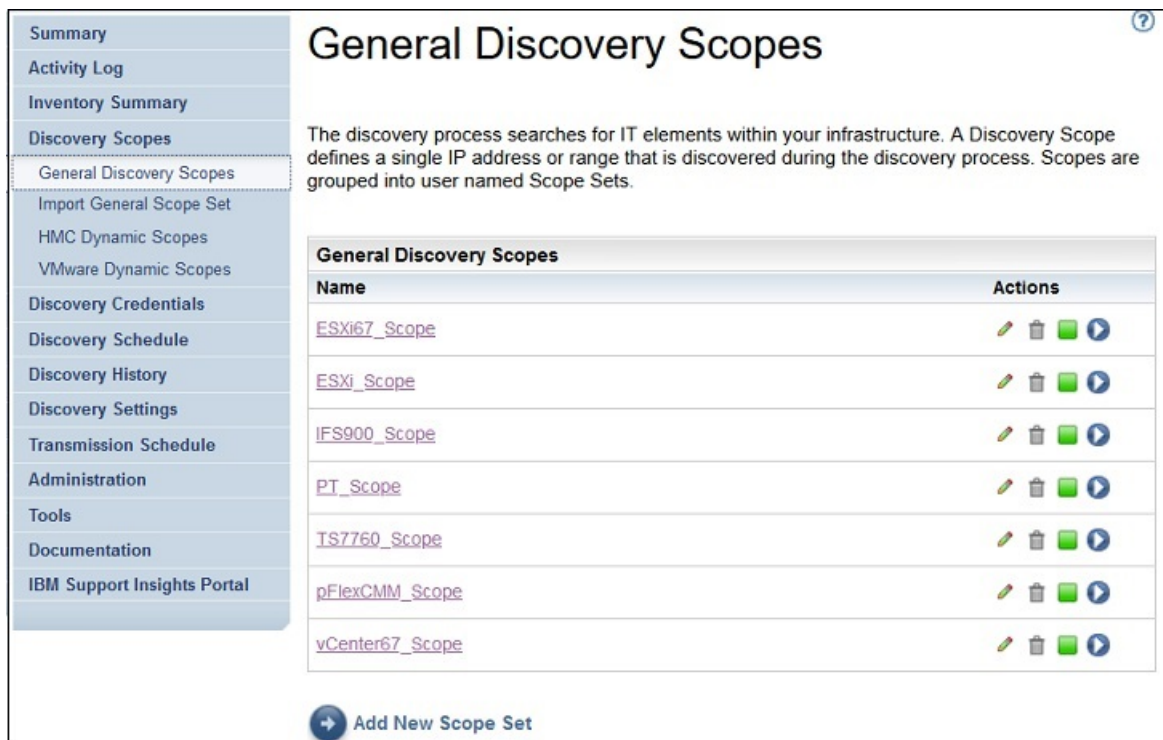 Summary
Activity Log
Inventory Summary
Discovery Scopes
General Discovery Scopes
Import General Scope Set
HMC Dynamic Scopes
VMware Dynamic Scopes
Discovery Credentials
Discovery Schedule
Discovery History
Discovery Settings
Transmission Schedule
Administration
Tools
Documentation
IBM Support Insights Portal
?
General Discovery Scopes
The discovery process searches for IT elements within your infrastructure. A Discovery Scope
defines a single IP address or range that is discovered during the discovery process. Scopes are
grouped into user named Scope Sets.
General Discovery Scopes
Name Actions
ESXi67_Scope
ESXi_Scope
IFS900_Scope
PT_Scope
TS7760_Scope
pFlexCMM_Scope
vCenter67_Scope
Add New Scope Set